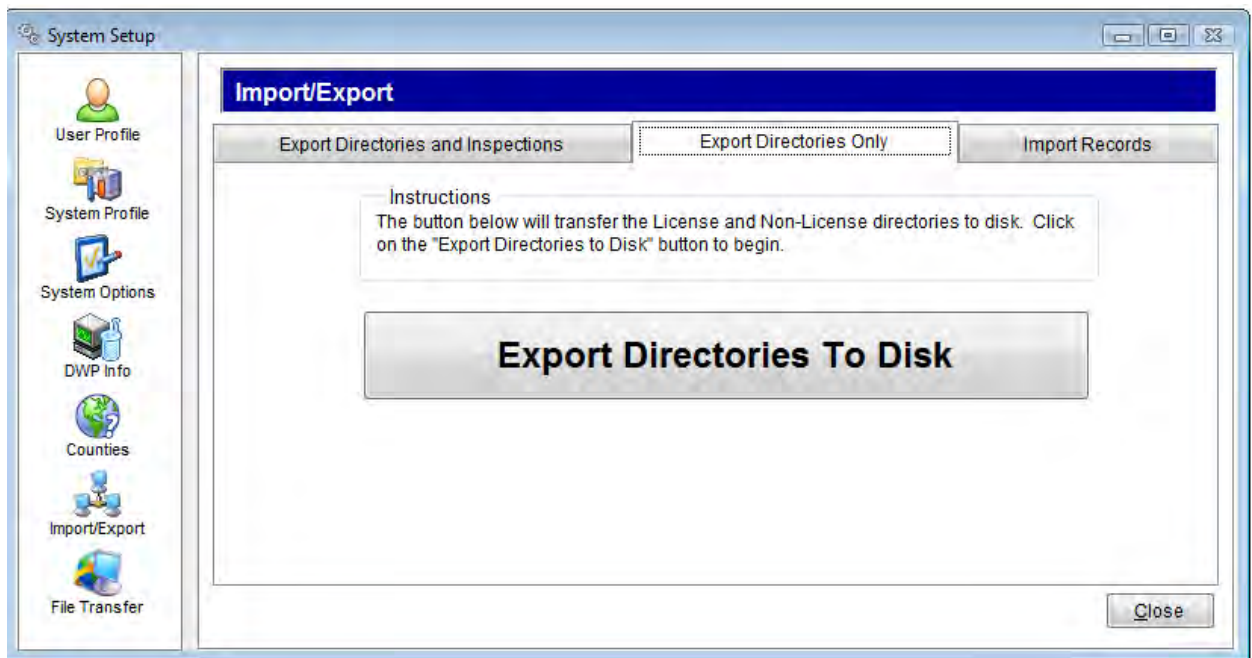 System Setup
User Profile
System Profile
System Options
DWP Info
Counties
Import/Export
File Transfer
Import/Export
Export Directories and Inspections
Export Directories Only
Import Records
Instructions
The button below will transfer the License and Non-License directories to disk. Click
on the "Export Directories to Disk" button to begin.
Export Directories To Disk
Close